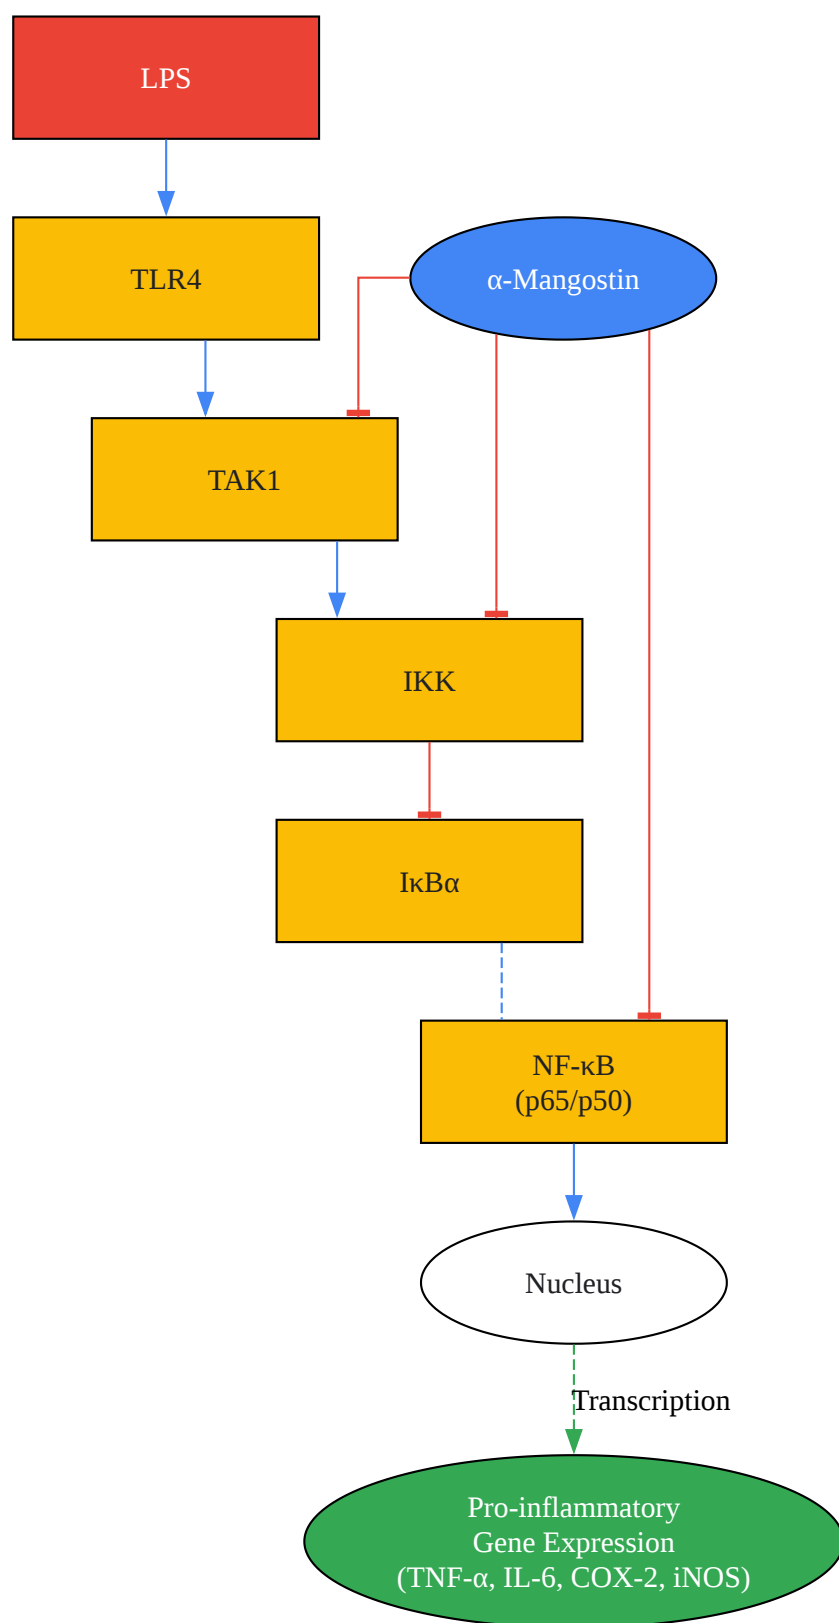 LPS
TLR4
α-Mangostin
TAK1
IKK
IκBα
NF-κB
(p65/p50)
Nucleus
Transcription
Pro-inflammatory
Gene Expression
(TNF-α, IL-6, COX-2, iNOS)